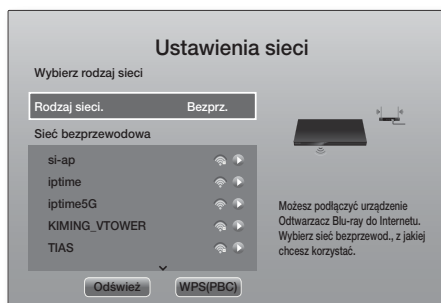 Ustawienia sieci
Wybierz rodzaj sieci
Rodzaj sieci. Bezprz.
Sieć bezprzewodowa
si-ap
iptime
iptime5G
KIMING_VTOWER
TIAS
Odśwież WPS(PBC)
Możesz podłączyć urządzenie
Odtwarzacz Blu-ray do Internetu.
Wybierz sieć bezprzewod., z jakiej
chcesz korzystać.